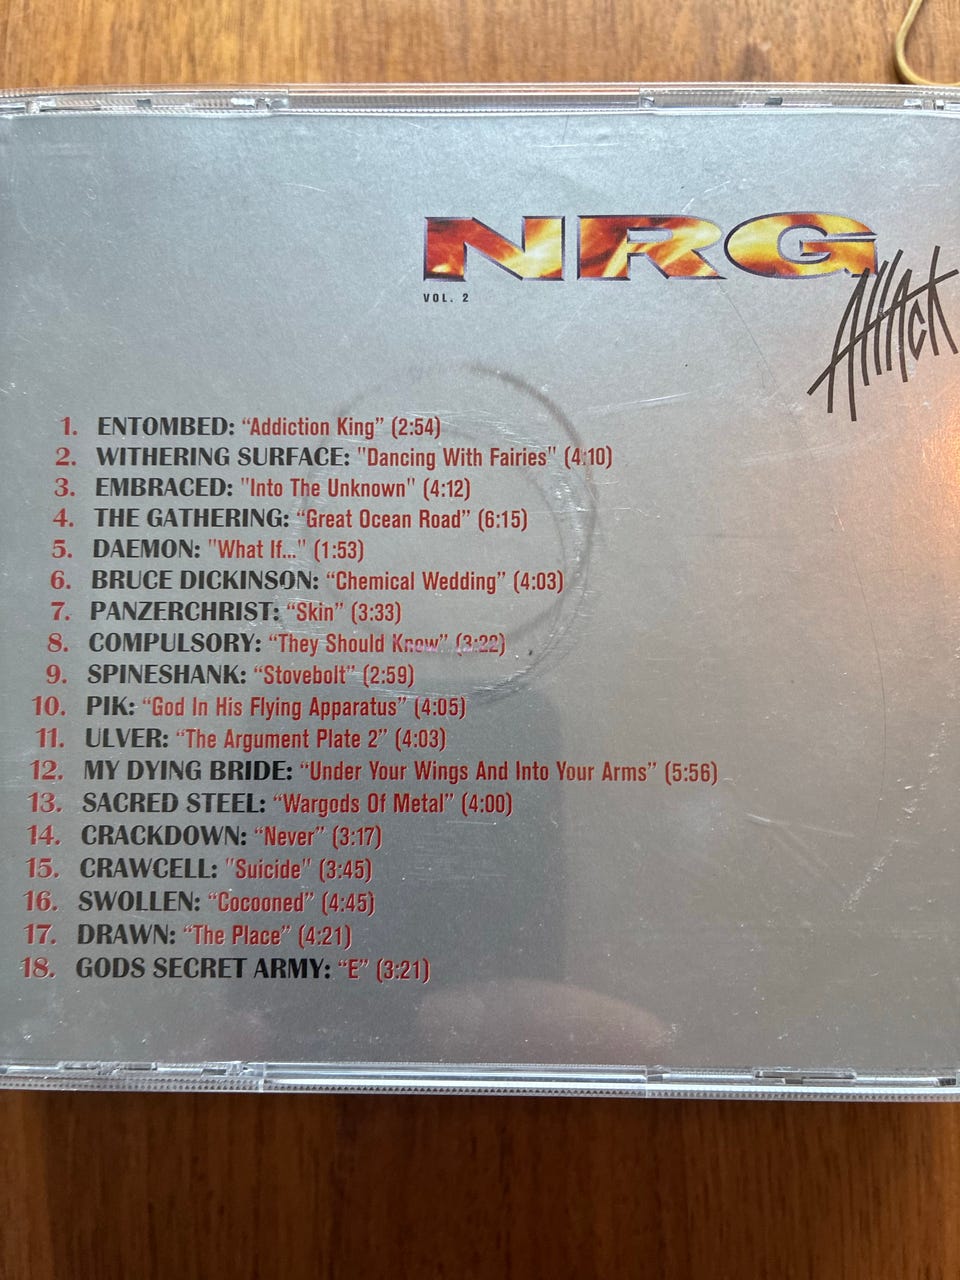 NRG
VOL. 2
Attack
1. ENTOMBED: “Addiction King” (2:54)
2. WITHERING SURFACE: "Dancing With Fairies" (4:10)
3. EMBRACED: "Into The Unknown" (4:12)
4. THE GATHERING: “Great Ocean Road” (6:15)
5. DAEMON: "What If..." (1:53)
6. BRUCE DICKINSON: “Chemical Wedding” (4:03)
7. PANZERCHRIST: “Skin” (3:33)
8. COMPULSORY: “They Should Know” (3:22)
9. SPINESHANK: “Stovebolt” (2:59)
10. PIK: “God In His Flying Apparatus” (4:05)
11. ULVER: “The Argument Plate 2” (4:03)
12. MY DYING BRIDE: “Under Your Wings And Into Your Arms” (5:56)
13. SACRED STEEL: “Wargods Of Metal” (4:00)
14. CRACKDOWN: “Never” (3:17)
15. CRAWCELL: "Suicide” (3:45)
16. SWOLLEN: “Cocooned” (4:45)
17. DRAWN: “The Place” (4:21)
18. GODS SECRET ARMY: “E” (3:21)